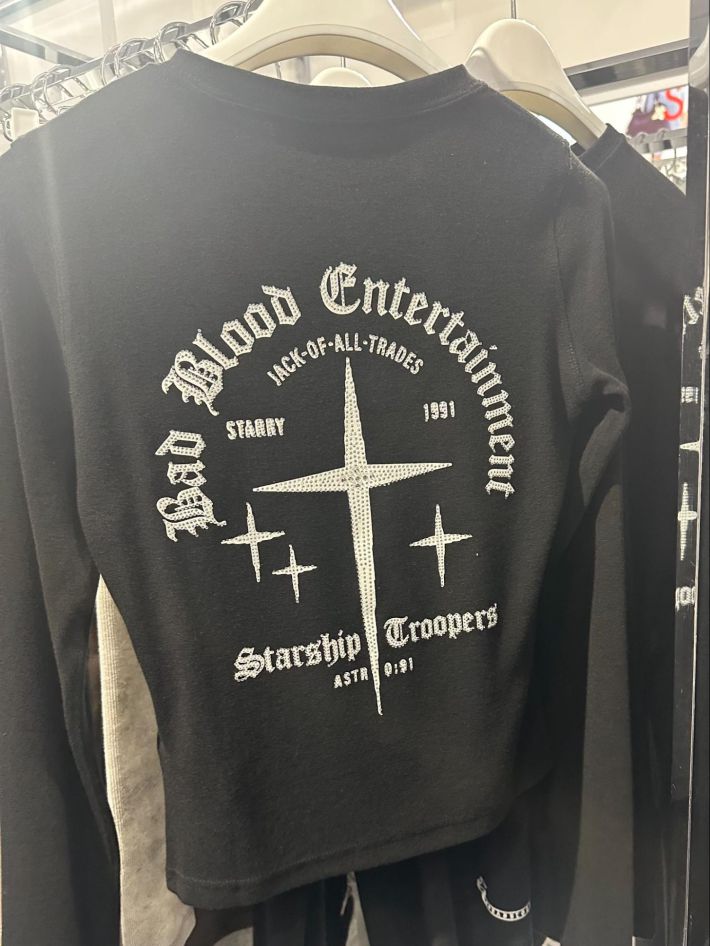 Bad Blood Entertainment
JACK-OF-ALL-TRADES
STARRY 1991
Starship Troopers
ASTR 0:91